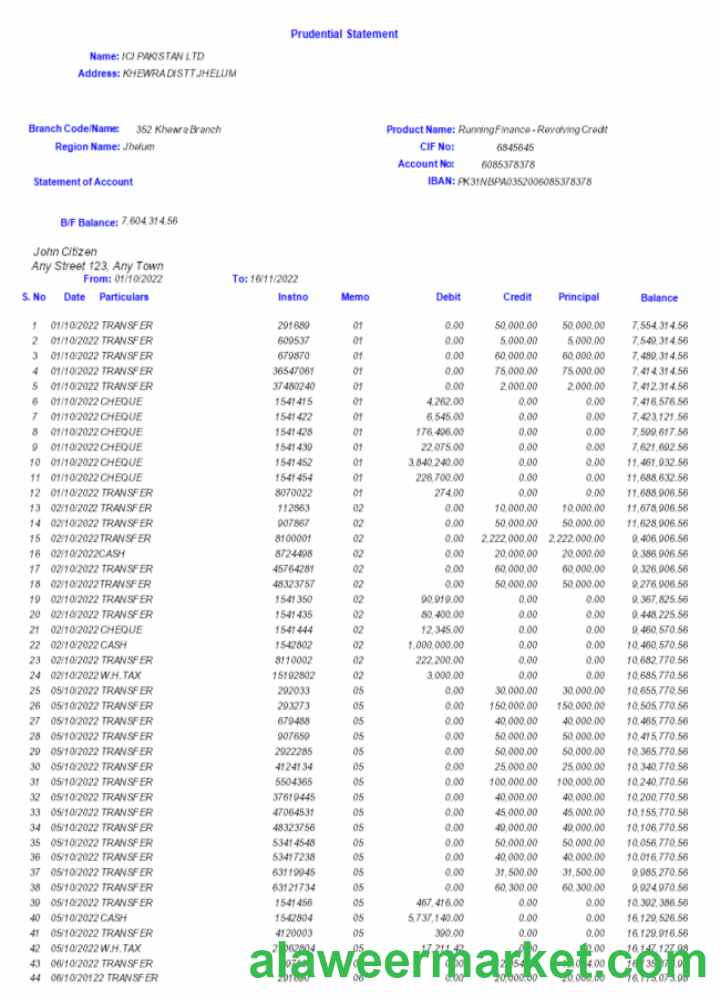 Prudential Statement
Name: ICI PAKISTAN LTD
Address: KHEWRA DISTT JHELUM
Branch Code/Name: 352 Khewra Branch Product Name: Running Finance - Revolving Credit
Region Name: Jhelum CIF No: 6845645
Account No: 6085378378
Statement of Account IBAN: PK31NBPA0352006085378378
B/F Balance: 7,604,314.56
John Citizen
Any Street 123, Any Town
From: 01/10/2022 To: 16/11/2022
S. No Date Particulars Instno Memo Debit Credit Principal Balance
1 01/10/2022 TRANSFER 291689 01 0.00 50,000.00 50,000.00 7,554,314.56
2 01/10/2022 TRANSFER 609537 01 0.00 5,000.00 5,000.00 7,549,314.56
3 01/10/2022 TRANSFER 679870 01 0.00 60,000.00 60,000.00 7,489,314.56
4 01/10/2022 TRANSFER 36547061 01 0.00 75,000.00 75,000.00 7,414,314.56
5 01/10/2022 TRANSFER 37480240 01 0.00 2,000.00 2,000.00 7,412,314.56
6 01/10/2022 CHEQUE 1541415 01 4,262.00 0.00 0.00 7,416,576.56
7 01/10/2022 CHEQUE 1541422 01 6,545.00 0.00 0.00 7,423,121.56
8 01/10/2022 CHEQUE 1541428 01 176,496.00 0.00 0.00 7,599,617.56
9 01/10/2022 CHEQUE 1541439 01 22,075.00 0.00 0.00 7,621,692.56
10 01/10/2022 CHEQUE 1541452 01 3,840,240.00 0.00 0.00 11,461,932.56
11 01/10/2022 CHEQUE 1541454 01 226,700.00 0.00 0.00 11,688,632.56
12 01/10/2022 TRANSFER 8070022 01 274.00 0.00 0.00 11,688,906.56
13 02/10/2022 TRANSFER 112863 02 0.00 10,000.00 10,000.00 11,678,906.56
14 02/10/2022 TRANSFER 907867 02 0.00 50,000.00 50,000.00 11,628,906.56
15 02/10/2022TRANSFER 8100001 02 0.00 2,222,000.00 2,222,000.00 9,406,906.56
16 02/10/2022CASH 8724498 02 0.00 20,000.00 20,000.00 9,386,906.56
17 02/10/2022TRANSFER 45764281 02 0.00 60,000.00 60,000.00 9,326,906.56
18 02/10/2022TRANSFER 48323757 02 0.00 50,000.00 50,000.00 9,276,906.56
19 02/10/2022 TRANSFER 1541350 02 90,919.00 0.00 0.00 9,367,825.56
20 02/10/2022 TRANSFER 1541435 02 80,400.00 0.00 0.00 9,448,225.56
21 02/10/2022 CHEQUE 1541444 02 12,345.00 0.00 0.00 9,460,570.56
22 02/10/2022 CASH 1542802 02 1,000,000.00 0.00 0.00 10,460,570.56
23 02/10/2022 TRANSFER 8110002 02 222,200.00 0.00 0.00 10,682,770.56
24 02/10/2022 W.H.TAX 15192802 02 3,000.00 0.00 0.00 10,685,770.56
25 05/10/2022 TRANSFER 292033 05 0.00 30,000.00 30,000.00 10,655,770.56
26 05/10/2022 TRANSFER 293273 05 0.00 150,000.00 150,000.00 10,505,770.56
27 05/10/2022 TRANSFER 679488 05 0.00 40,000.00 40,000.00 10,465,770.56
28 05/10/2022 TRANSFER 907659 05 0.00 50,000.00 50,000.00 10,415,770.56
29 05/10/2022 TRANSFER 2922285 05 0.00 50,000.00 50,000.00 10,365,770.56
30 05/10/2022 TRANSFER 4124134 05 0.00 25,000.00 25,000.00 10,340,770.56
31 05/10/2022 TRANSFER 5504365 05 0.00 100,000.00 100,000.00 10,240,770.56
32 05/10/2022 TRANSFER 37619445 05 0.00 40,000.00 40,000.00 10,200,770.56
33 05/10/2022 TRANSFER 47064531 05 0.00 45,000.00 45,000.00 10,155,770.56
34 05/10/2022 TRANSFER 48323756 05 0.00 49,000.00 49,000.00 10,106,770.56
35 05/10/2022 TRANSFER 53414548 05 0.00 50,000.00 50,000.00 10,056,770.56
36 05/10/2022 TRANSFER 53417238 05 0.00 40,000.00 40,000.00 10,016,770.56
37 05/10/2022 TRANSFER 63119945 05 0.00 31,500.00 31,500.00 9,985,270.56
38 05/10/2022 TRANSFER 63121734 05 0.00 60,300.00 60,300.00 9,924,970.56
39 05/10/2022 TRANSFER 1541456 05 467,416.00 0.00 0.00 10,392,386.56
40 05/10/2022 CASH 1542804 05 5,737,140.00 0.00 0.00 16,129,526.56
41 05/10/2022 TRANSFER 4120003 05 390.00 0.00 0.00 16,129,916.56
42 05/10/2022 W.H.TAX 05 17,211.42 0.00 16,147,127.98
43 06/10/2022 TRANSFER
44 06/10/20122 TRANSFER 06 0.00 20,000.00 20,000.00
alaweermarket.com